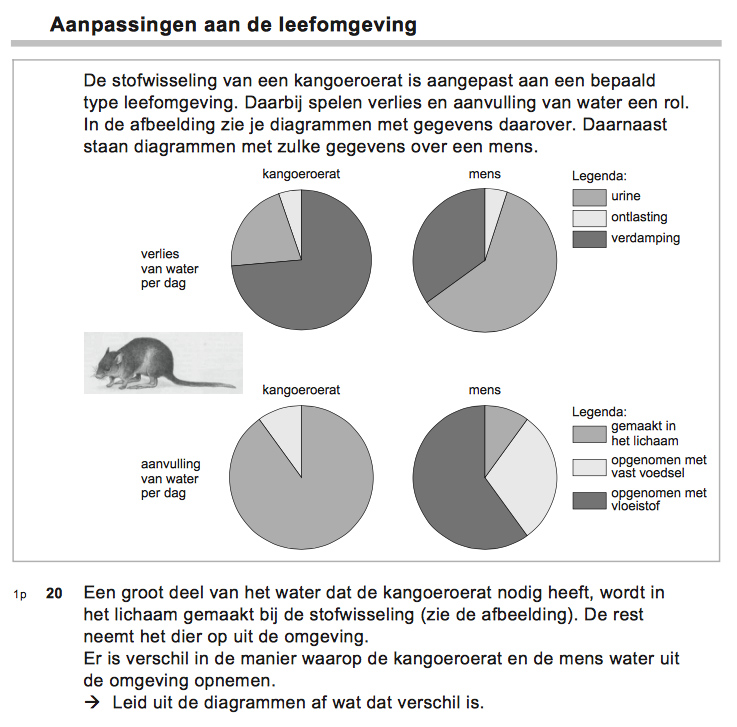 Aanpassingen aan de leefomgeving
De stofwisseling van een kangoeroerat is aangepast aan een bepaald
type leefomgeving. Daarbij spelen verlies en aanvulling van water een rol.
In de afbeelding zie je diagrammen met gegevens daarover. Daarnaast
staan diagrammen met zulke gegevens over een mens.
kangoeroerat
mens
Legenda:
urine
ontlasting
verdamping
verlies
van water
per dag
kangoeroerat
mens
Legenda:
gemaakt in
het lichaam
opgenomen met
vast voedsel
opgenomen met
vloeistof
aanvulling
van water
per dag
1p 20 Een groot deel van het water dat de kangoeroerat nodig heeft, wordt in
het lichaam gemaakt bij de stofwisseling (zie de afbeelding). De rest
neemt het dier op uit de omgeving.
Er is verschil in de manier waarop de kangoeroerat en de mens water uit
de omgeving opnemen.
→ Leid uit de diagrammen af wat dat verschil is.